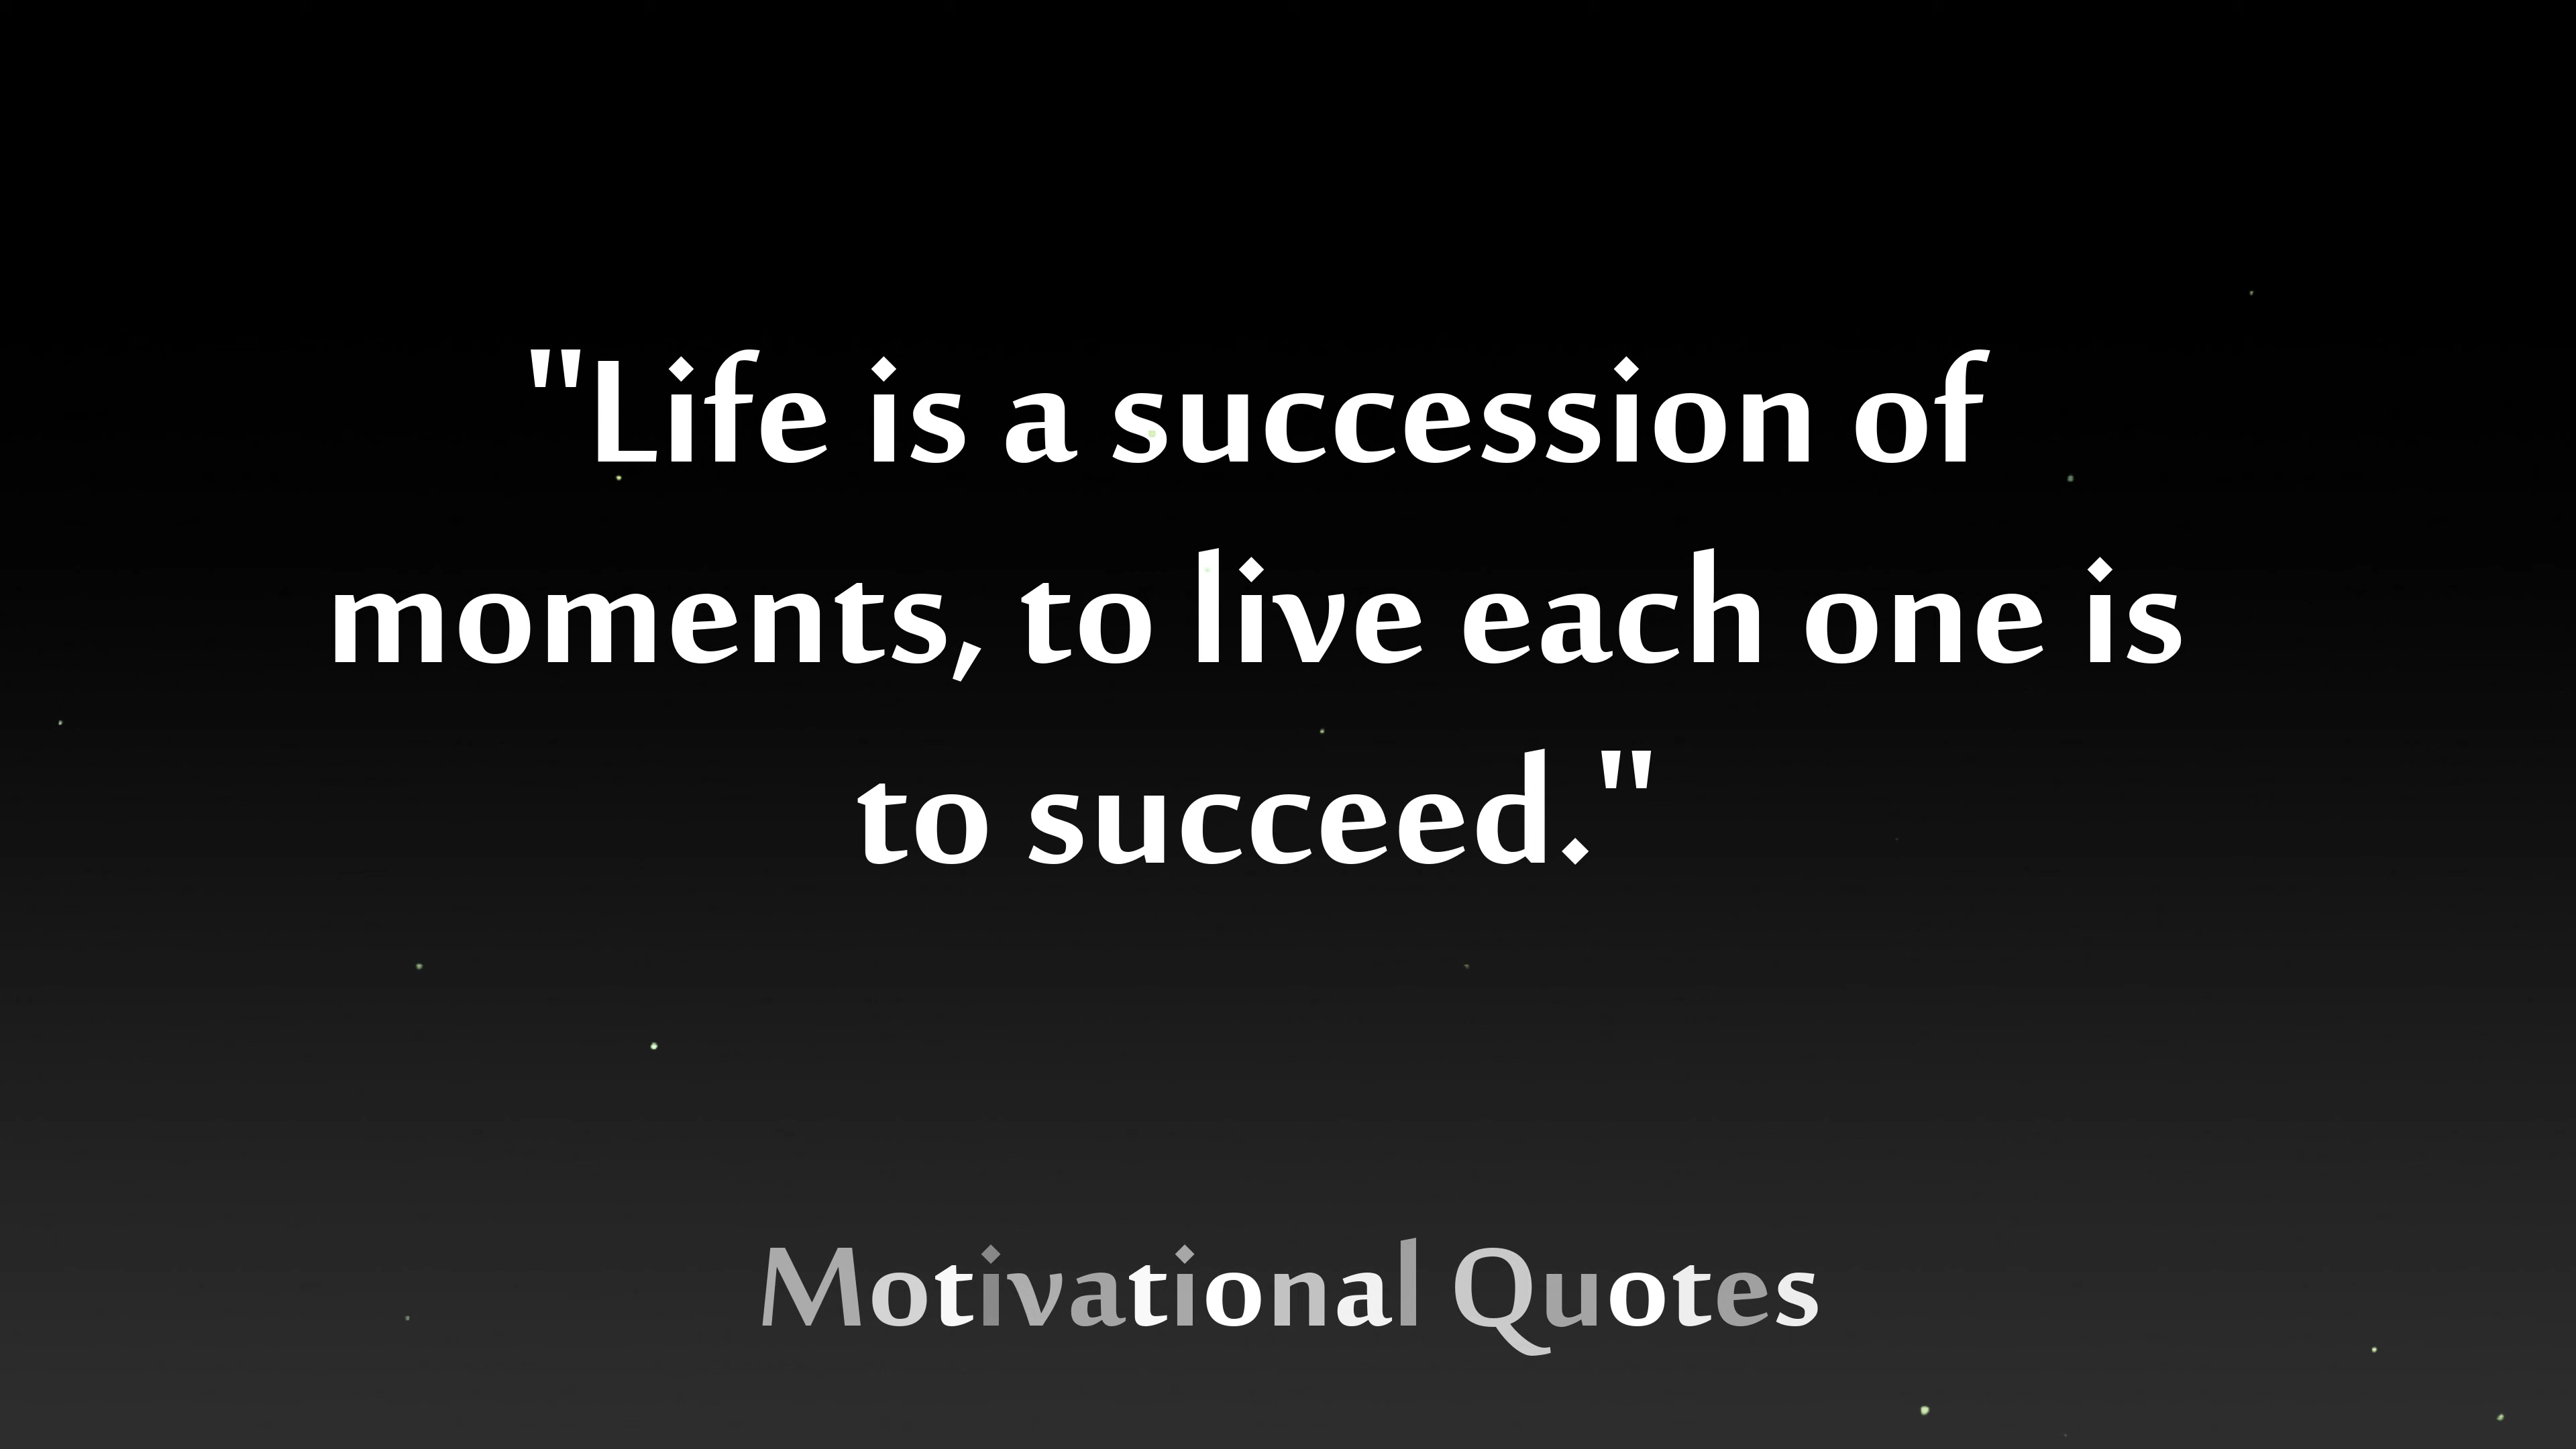 "Life is a succession of
moments, to live each one is
to succeed."
Motivational Quotes